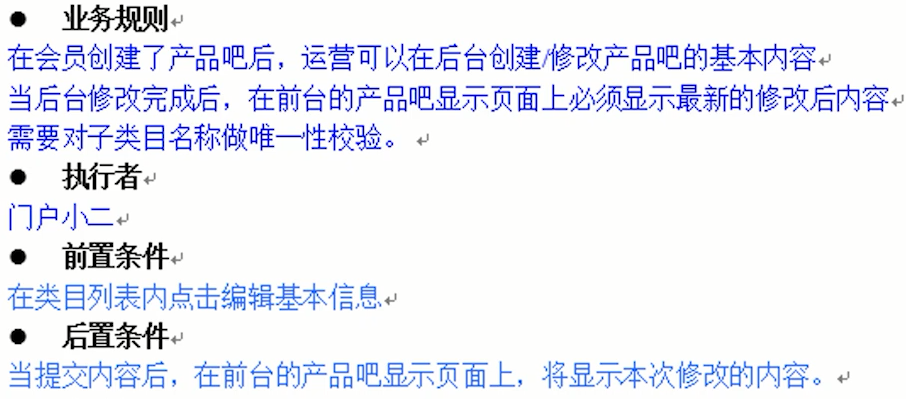 ● 业务规则
在会员创建了产品吧后，运营可以在后台创建/修改产品吧的基本内容
当后台修改完成后，在前台的产品吧显示页面上必须显示最新的修改后内容
需要对子类目名称做唯一性校验。
● 执行者
门户小二
● 前置条件
在类目列表内点击编辑基本信息
● 后置条件
当提交内容后，在前台的产品吧显示页面上，将显示本次修改的内容。